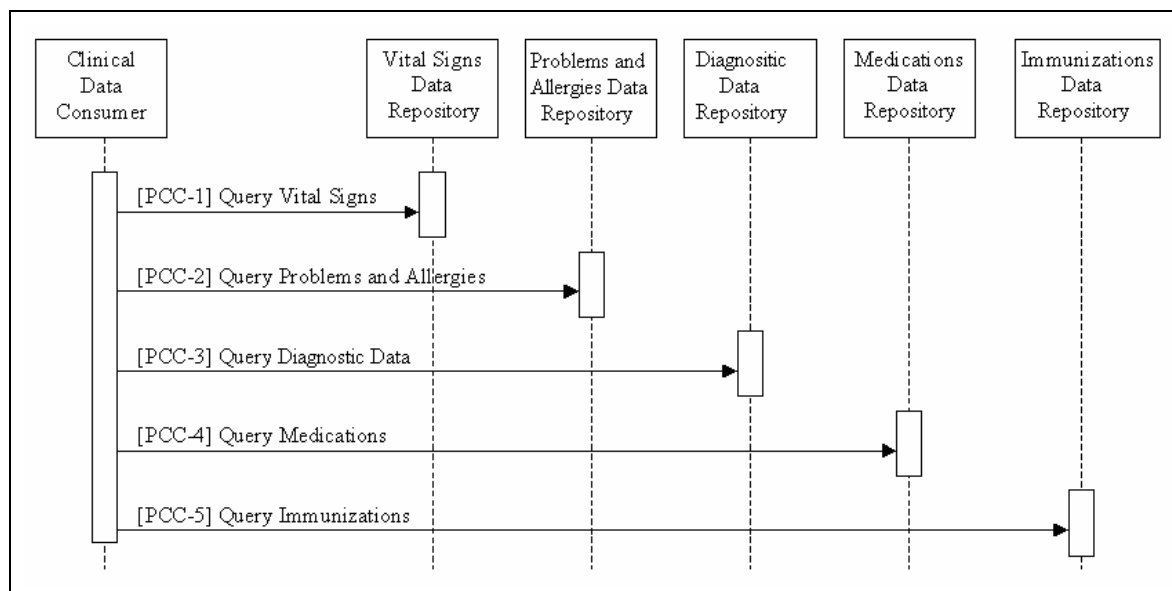 Clinical
Data
Consumer
Vital Signs
Data
Repository
Problems and
Allergies Data
Repository
Diagnositic
Data
Repository
Medications
Data
Repository
Immunizations
Data
Repository
[PCC-1] Query Vital Signs
[PCC-2] Query Problems and Allergies
[PCC-3] Query Diagnostic Data
[PCC-4] Query Medications
[PCC-5] Query Immunizations